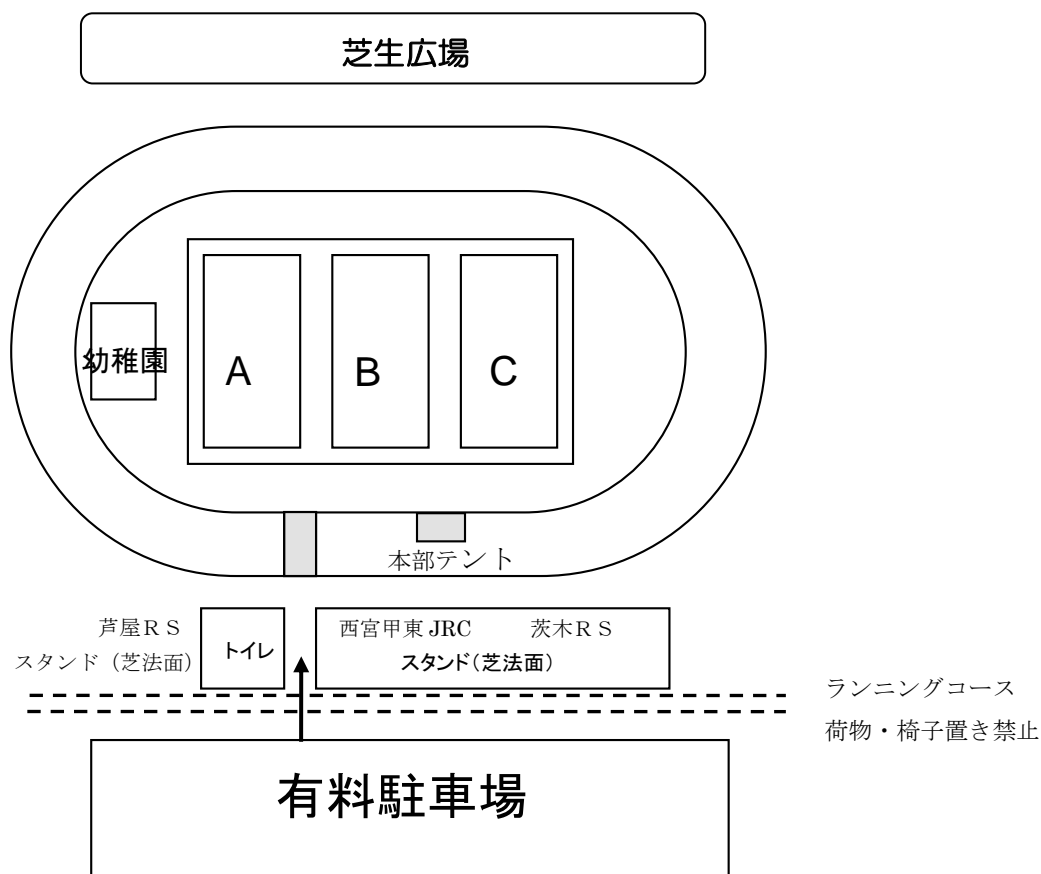 芝生広場
幼稚園
A
B
C
本部テント
芦屋ＲＳ
スタンド（芝法面）
トイレ
西宮甲東 JRC 茨木ＲＳ
スタンド（芝法面）
ランニングコース
荷物・椅子置き禁止
有料駐車場